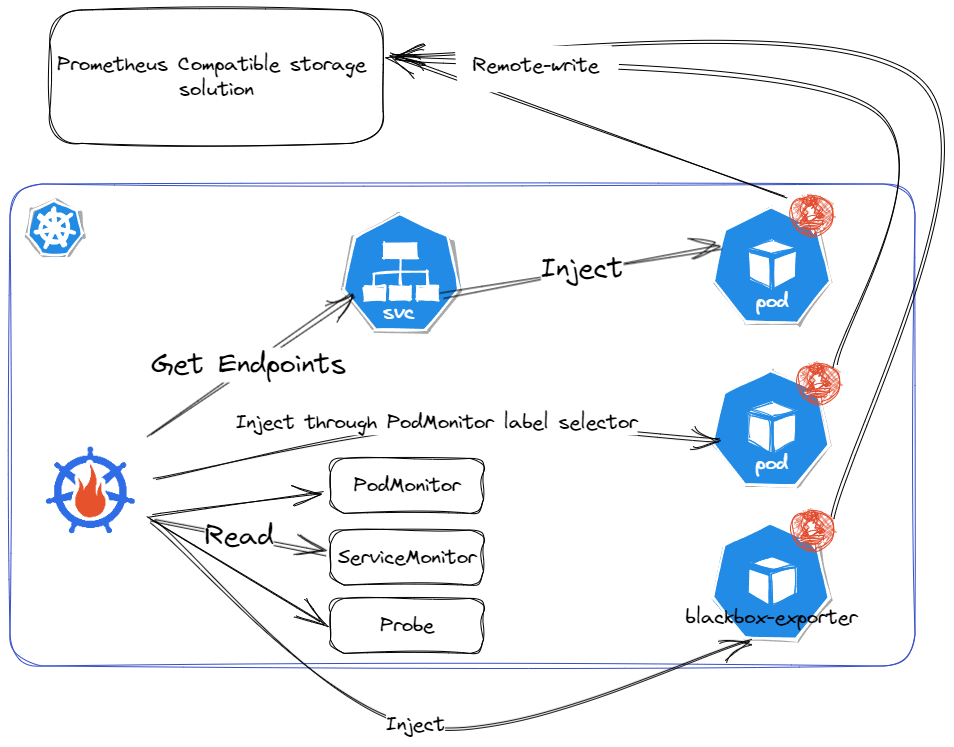 Prometheus Compatible storage
solution
Remote-write
svc
Inject
pod
Get Endpoints
Inject through PodMonitor label selector
pod
PodMonitor
Read
ServiceMonitor
Probe
blackbox-exporter
Inject